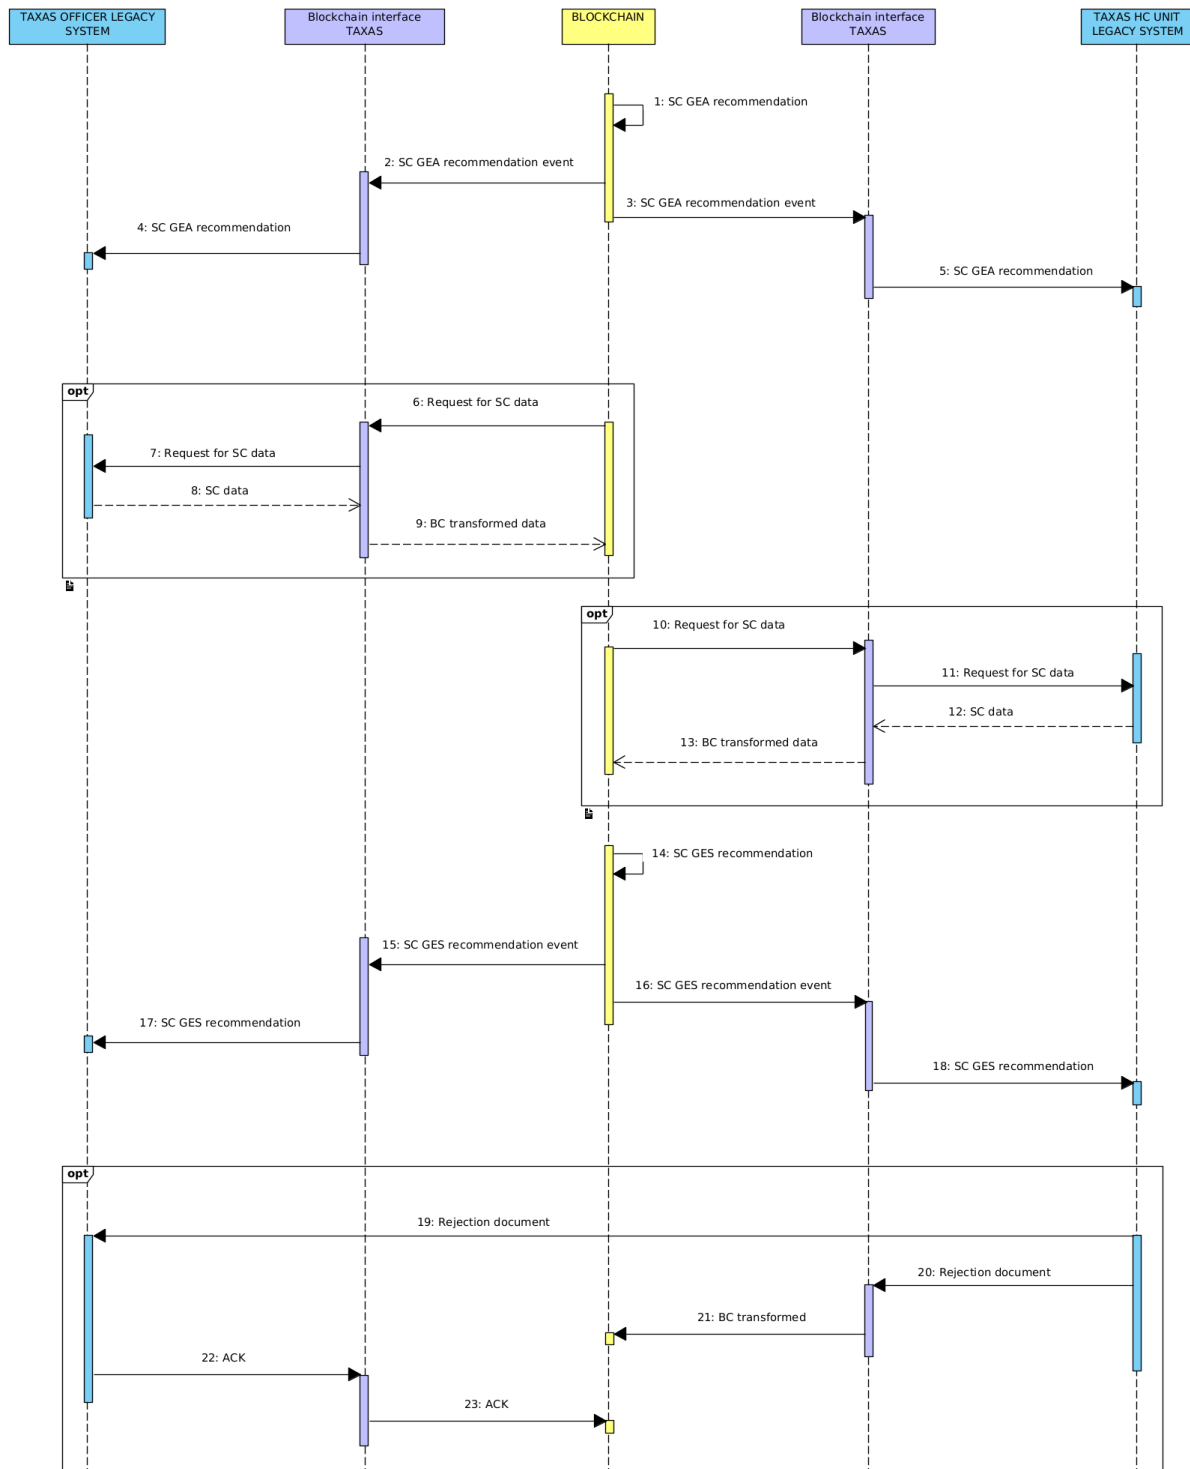 TAXAS OFFICER LEGACY
SYSTEM
Blockchain interface
TAXAS
BLOCKCHAIN
Blockchain interface
TAXAS
TAXAS HC UNIT
LEGACY SYSTEM
1: SC GEA recommendation
2: SC GEA recommendation event
3: SC GEA recommendation event
4: SC GEA recommendation
5: SC GEA recommendation
opt
6: Request for SC data
7: Request for SC data
8: SC data
9: BC transformed data
opt
10: Request for SC data
11: Request for SC data
12: SC data
13: BC transformed data
14: SC GES recommendation
15: SC GES recommendation event
16: SC GES recommendation event
17: SC GES recommendation
18: SC GES recommendation
opt
19: Rejection document
20: Rejection document
21: BC transformed
22: ACK
23: ACK